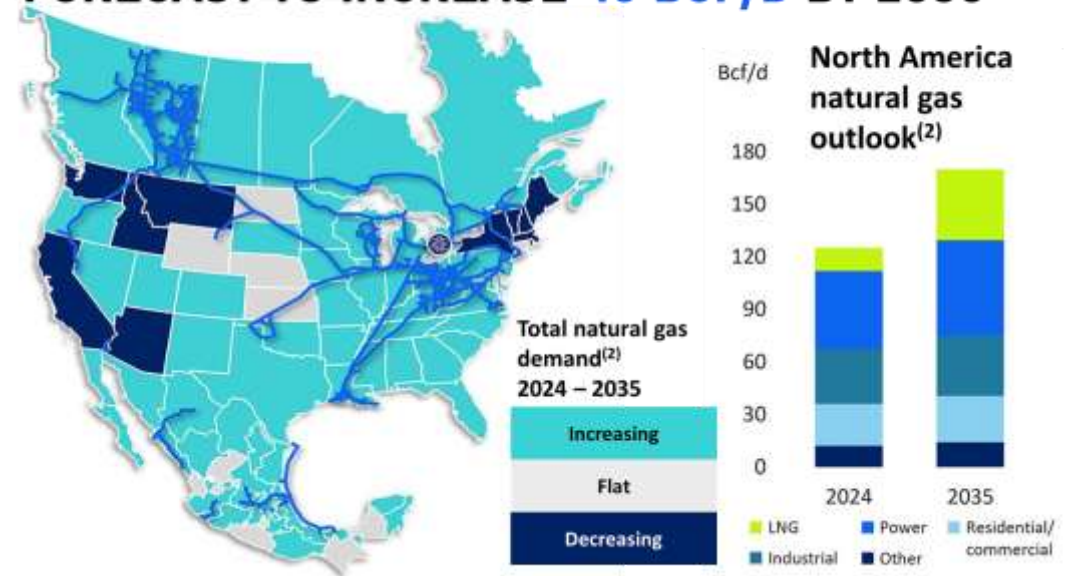 Bcf/d
North America
natural gas
outlook(2)
180
150
120
90
60
30
0
2024
2035
LNG
Power
Residential/
commercial
Industrial
Other
Total natural gas
demand(2)
2024 – 2035
Increasing
Flat
Decreasing